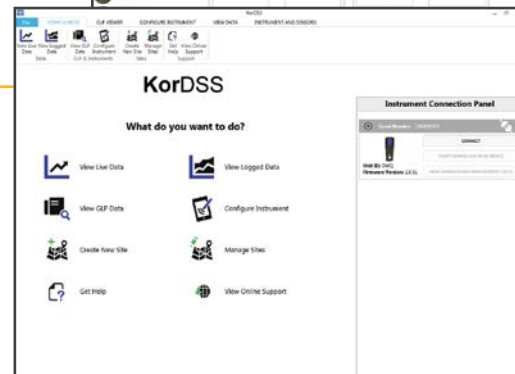 KorDSS
File HOME SCREEN GLP VIEWER CONFIGURE INSTRUMENT VIEW DATA INSTRUMENT AND SENSORS
View Live Data View Logged Data View GLP Data Configure Instrument Create New Site Manage Sites Get Help View Online Support
Data GLP & Instruments Sites Support
KorDSS
Instrument Connection Panel
What do you want to do?
CONNECT
View Live Data View Logged Data
Unit ID:
Firmware Version:
View GLP Data Configure Instrument
Create New Site Manage Sites
Get Help View Online Support